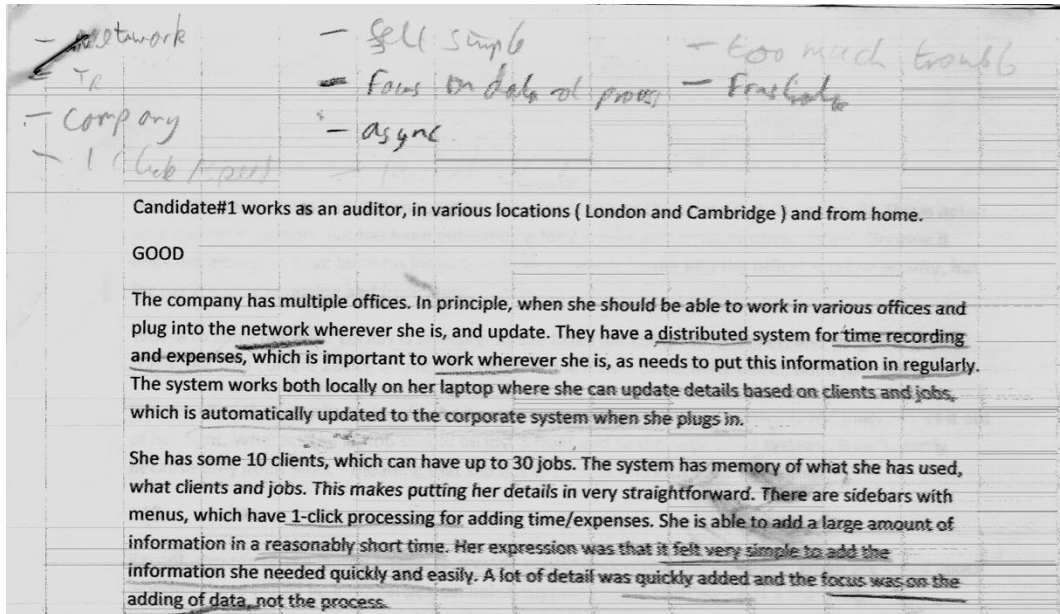 - Network
- felt simple
- too much troub
- TR
- Focus on data not process
- Company
- async
- 1 click/speed
Candidate#1 works as an auditor, in various locations ( London and Cambridge ) and from home.
GOOD
The company has multiple offices. In principle, when she should be able to work in various offices and
plug into the network wherever she is, and update. They have a distributed system for time recording
and expenses, which is important to work wherever she is, as needs to put this information in regularly.
The system works both locally on her laptop where she can update details based on clients and jobs,
which is automatically updated to the corporate system when she plugs in.
She has some 10 clients, which can have up to 30 jobs. The system has memory of what she has used,
what clients and jobs. This makes putting her details in very straightforward. There are sidebars with
menus, which have 1-click processing for adding time/expenses. She is able to add a large amount of
information in a reasonably short time. Her expression was that it felt very simple to add the
information she needed quickly and easily. A lot of detail was quickly added and the focus was on the
adding of data, not the process.